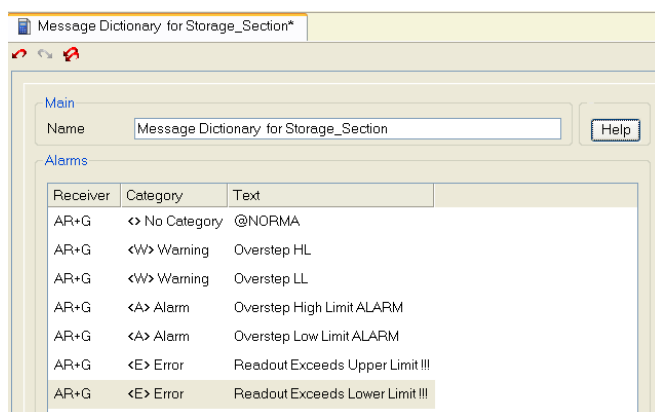 Message Dictionary for Storage_Section*
Main
Name Message Dictionary for Storage_Section Help
Alarms
Receiver Category Text
AR+G <> No Category @NORMA
AR+G <W> Warning Overstep HL
AR+G <W> Warning Overstep LL
AR+G <A> Alarm Overstep High Limit ALARM
AR+G <A> Alarm Overstep Low Limit ALARM
AR+G <E> Error Readout Exceeds Upper Limit !!!
AR+G <E> Error Readout Exceeds Lower Limit !!!